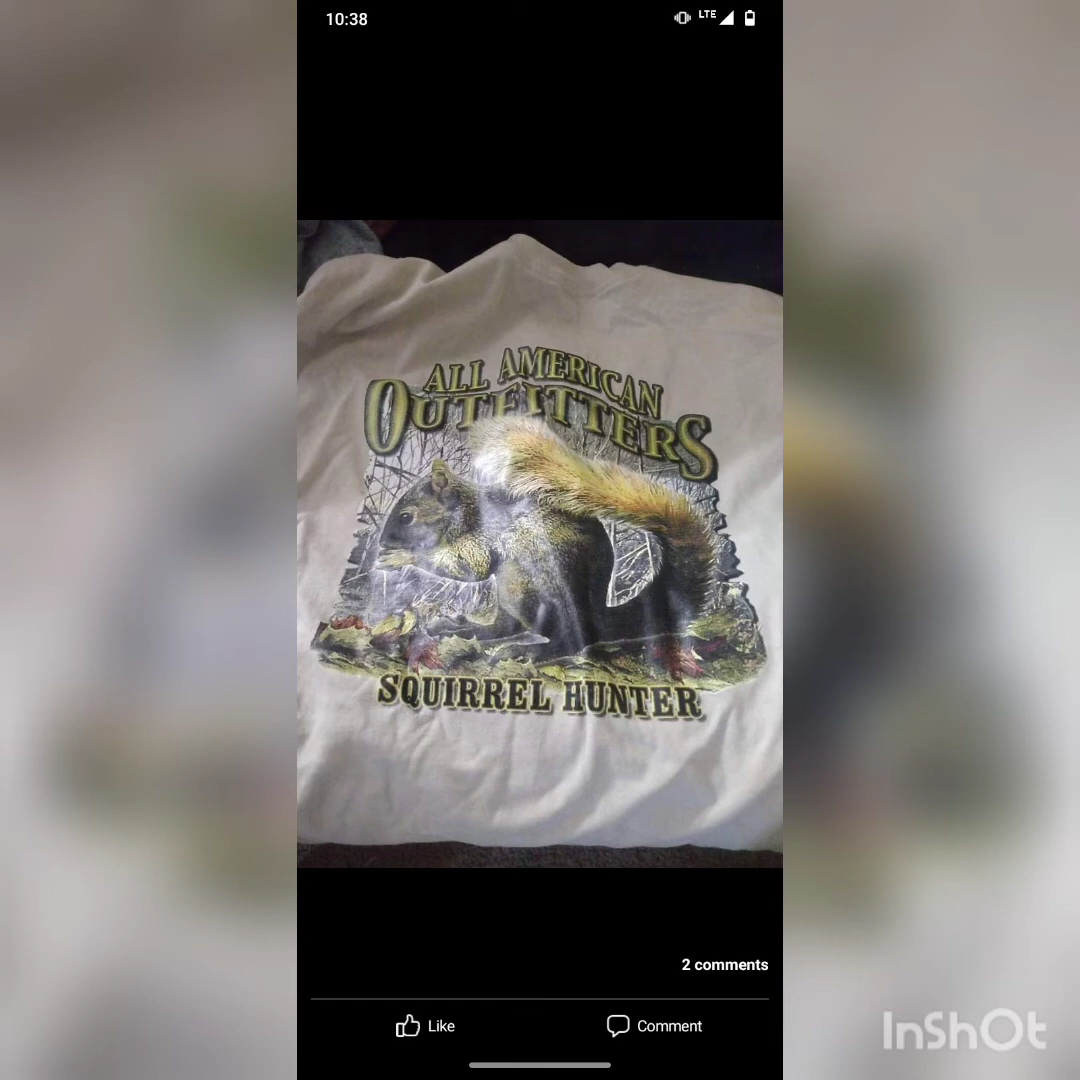 10:38
LTE
ALL AMERICAN
OUTFITTERS
SQUIRREL HUNTER
2 comments
Like
Comment
InShOt